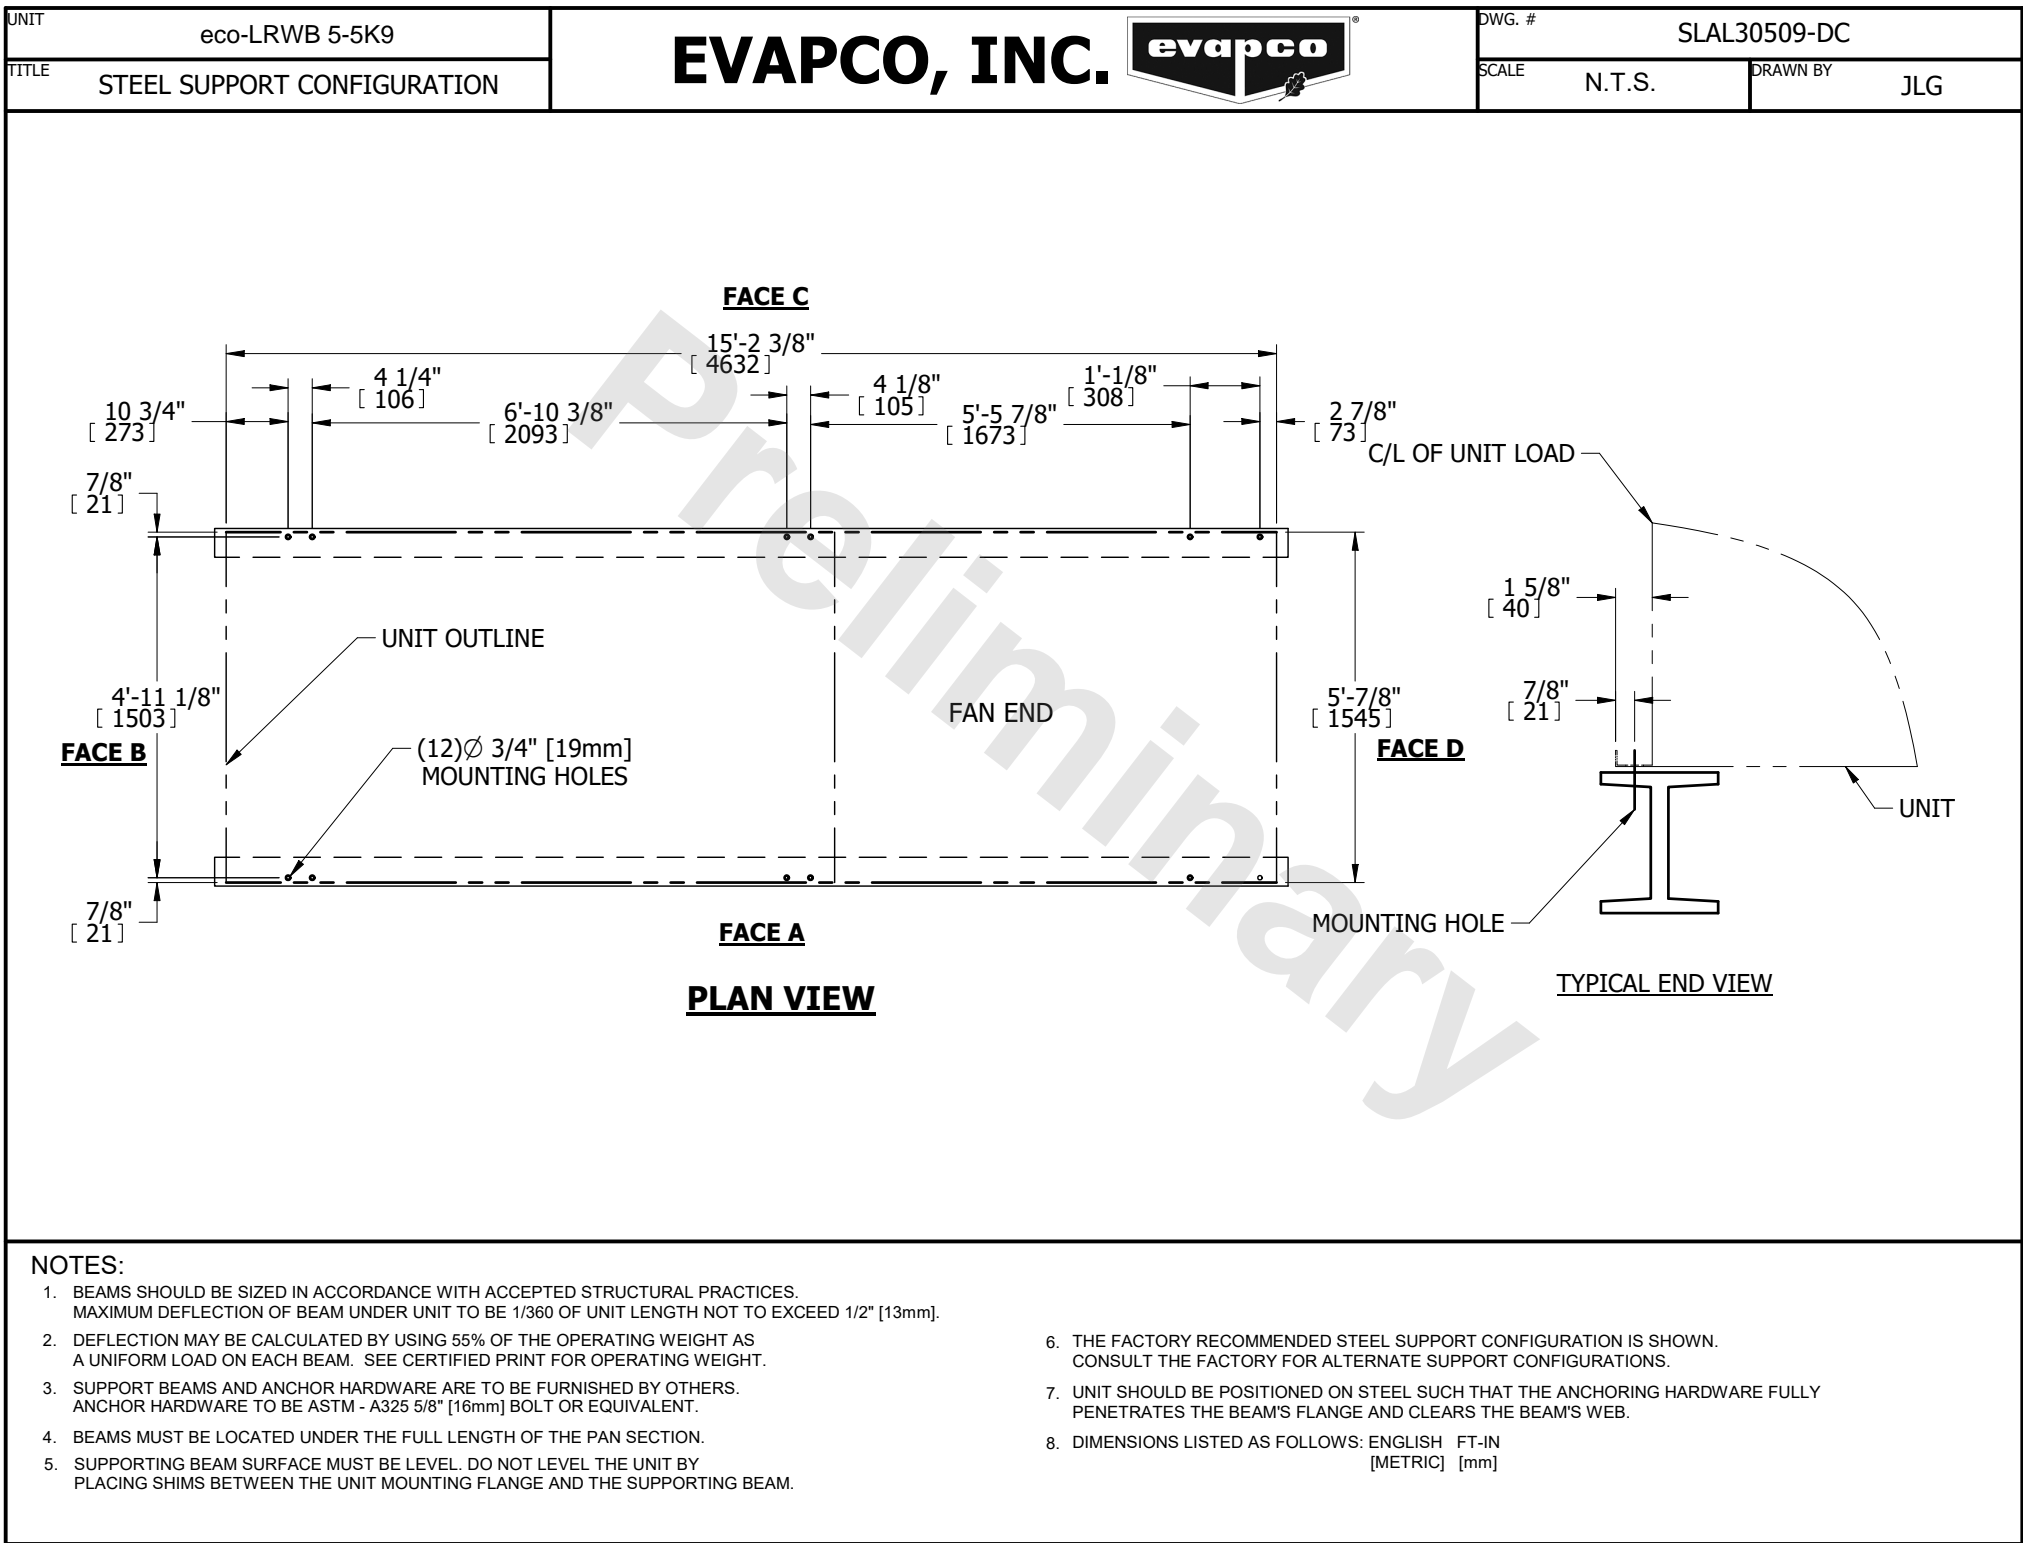 UNIT
eco-LRWB 5-5K9
TITLE
STEEL SUPPORT CONFIGURATION
EVAPCO, INC.
evapco
®
DWG. #
SLAL30509-DC
SCALE
N.T.S.
DRAWN BY
JLG
FACE C
15'-2 3/8"
[ 4632 ]
4 1/4"
[ 106 ]
4 1/8"
[ 105 ]
1'-1/8"
[ 308 ]
10 3/4"
[ 273 ]
6'-10 3/8"
[ 2093 ]
5'-5 7/8"
[ 1673 ]
2 7/8"
[ 73 ]
C/L OF UNIT LOAD
7/8"
[ 21 ]
1 5/8"
[ 40 ]
UNIT OUTLINE
4'-11 1/8"
[ 1503 ]
FACE B
FAN END
5'-7/8"
[ 1545 ]
FACE D
7/8"
[ 21 ]
(12)Ø 3/4" [19mm]
MOUNTING HOLES
UNIT
7/8"
[ 21 ]
FACE A
MOUNTING HOLE
PLAN VIEW
TYPICAL END VIEW
Preliminary
NOTES:
1. BEAMS SHOULD BE SIZED IN ACCORDANCE WITH ACCEPTED STRUCTURAL PRACTICES.
MAXIMUM DEFLECTION OF BEAM UNDER UNIT TO BE 1/360 OF UNIT LENGTH NOT TO EXCEED 1/2" [13mm].
2. DEFLECTION MAY BE CALCULATED BY USING 55% OF THE OPERATING WEIGHT AS
A UNIFORM LOAD ON EACH BEAM. SEE CERTIFIED PRINT FOR OPERATING WEIGHT.
3. SUPPORT BEAMS AND ANCHOR HARDWARE ARE TO BE FURNISHED BY OTHERS.
ANCHOR HARDWARE TO BE ASTM - A325 5/8" [16mm] BOLT OR EQUIVALENT.
4. BEAMS MUST BE LOCATED UNDER THE FULL LENGTH OF THE PAN SECTION.
5. SUPPORTING BEAM SURFACE MUST BE LEVEL. DO NOT LEVEL THE UNIT BY
PLACING SHIMS BETWEEN THE UNIT MOUNTING FLANGE AND THE SUPPORTING BEAM.
6. THE FACTORY RECOMMENDED STEEL SUPPORT CONFIGURATION IS SHOWN.
CONSULT THE FACTORY FOR ALTERNATE SUPPORT CONFIGURATIONS.
7. UNIT SHOULD BE POSITIONED ON STEEL SUCH THAT THE ANCHORING HARDWARE FULLY
PENETRATES THE BEAM'S FLANGE AND CLEARS THE BEAM'S WEB.
8. DIMENSIONS LISTED AS FOLLOWS: ENGLISH FT-IN
[METRIC] [mm]